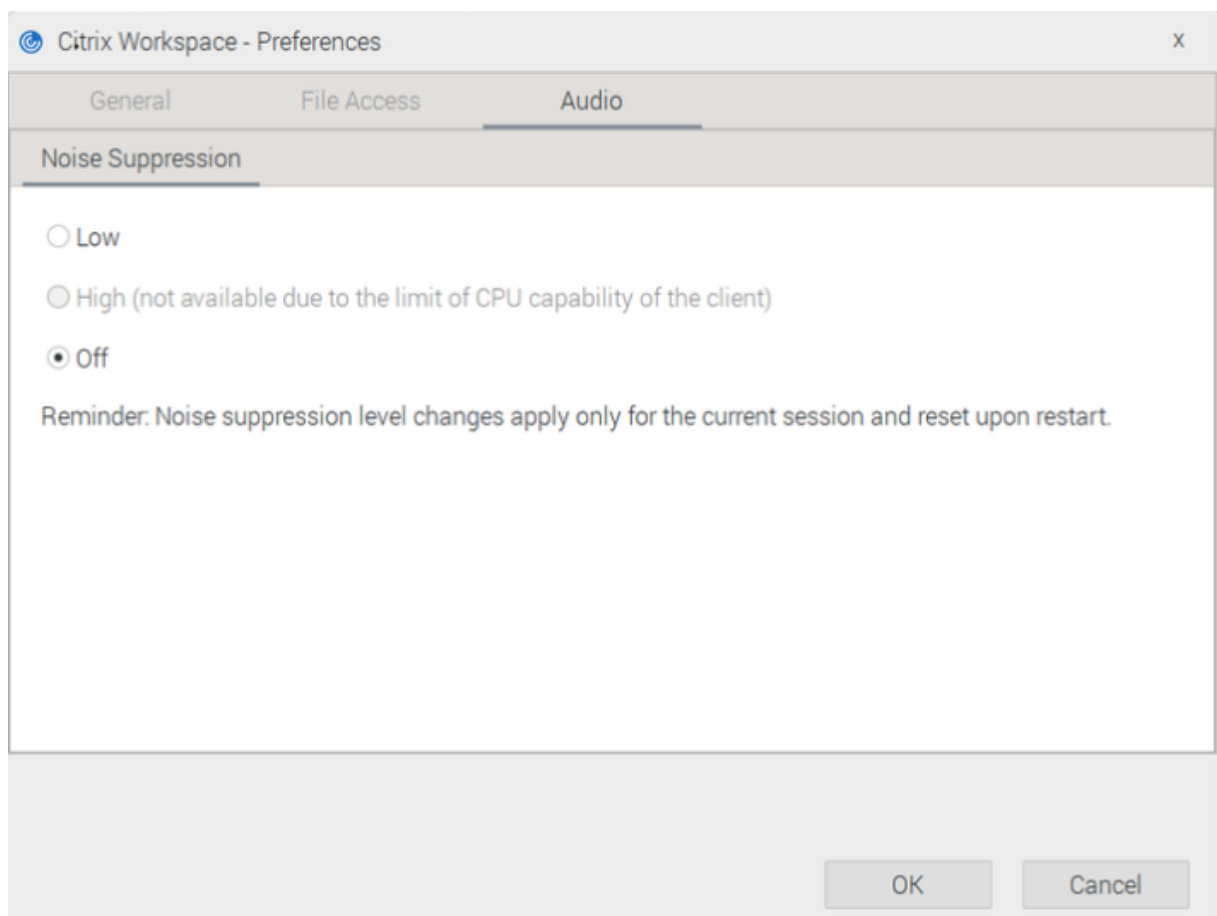 Citrix Workspace - Preferences X
General File Access Audio
Noise Suppression
Low
High (not available due to the limit of CPU capability of the client)
Off
Reminder: Noise suppression level changes apply only for the current session and reset upon restart.
OK Cancel